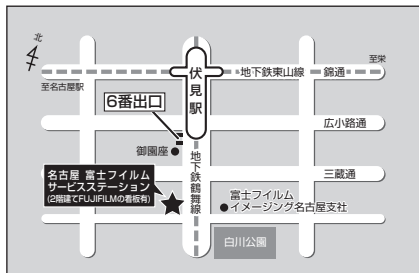 北
至栄
伏見駅
地下鉄東山線
錦通
至名古屋駅
6番出口
広小路通
御園座
地下鉄鶴舞線
三蔵通
名古屋 富士フイルム
サービスステーション
(2階建てFUJIFILMの看板有)
富士フイルム
イメージング名古屋支社
白川公園